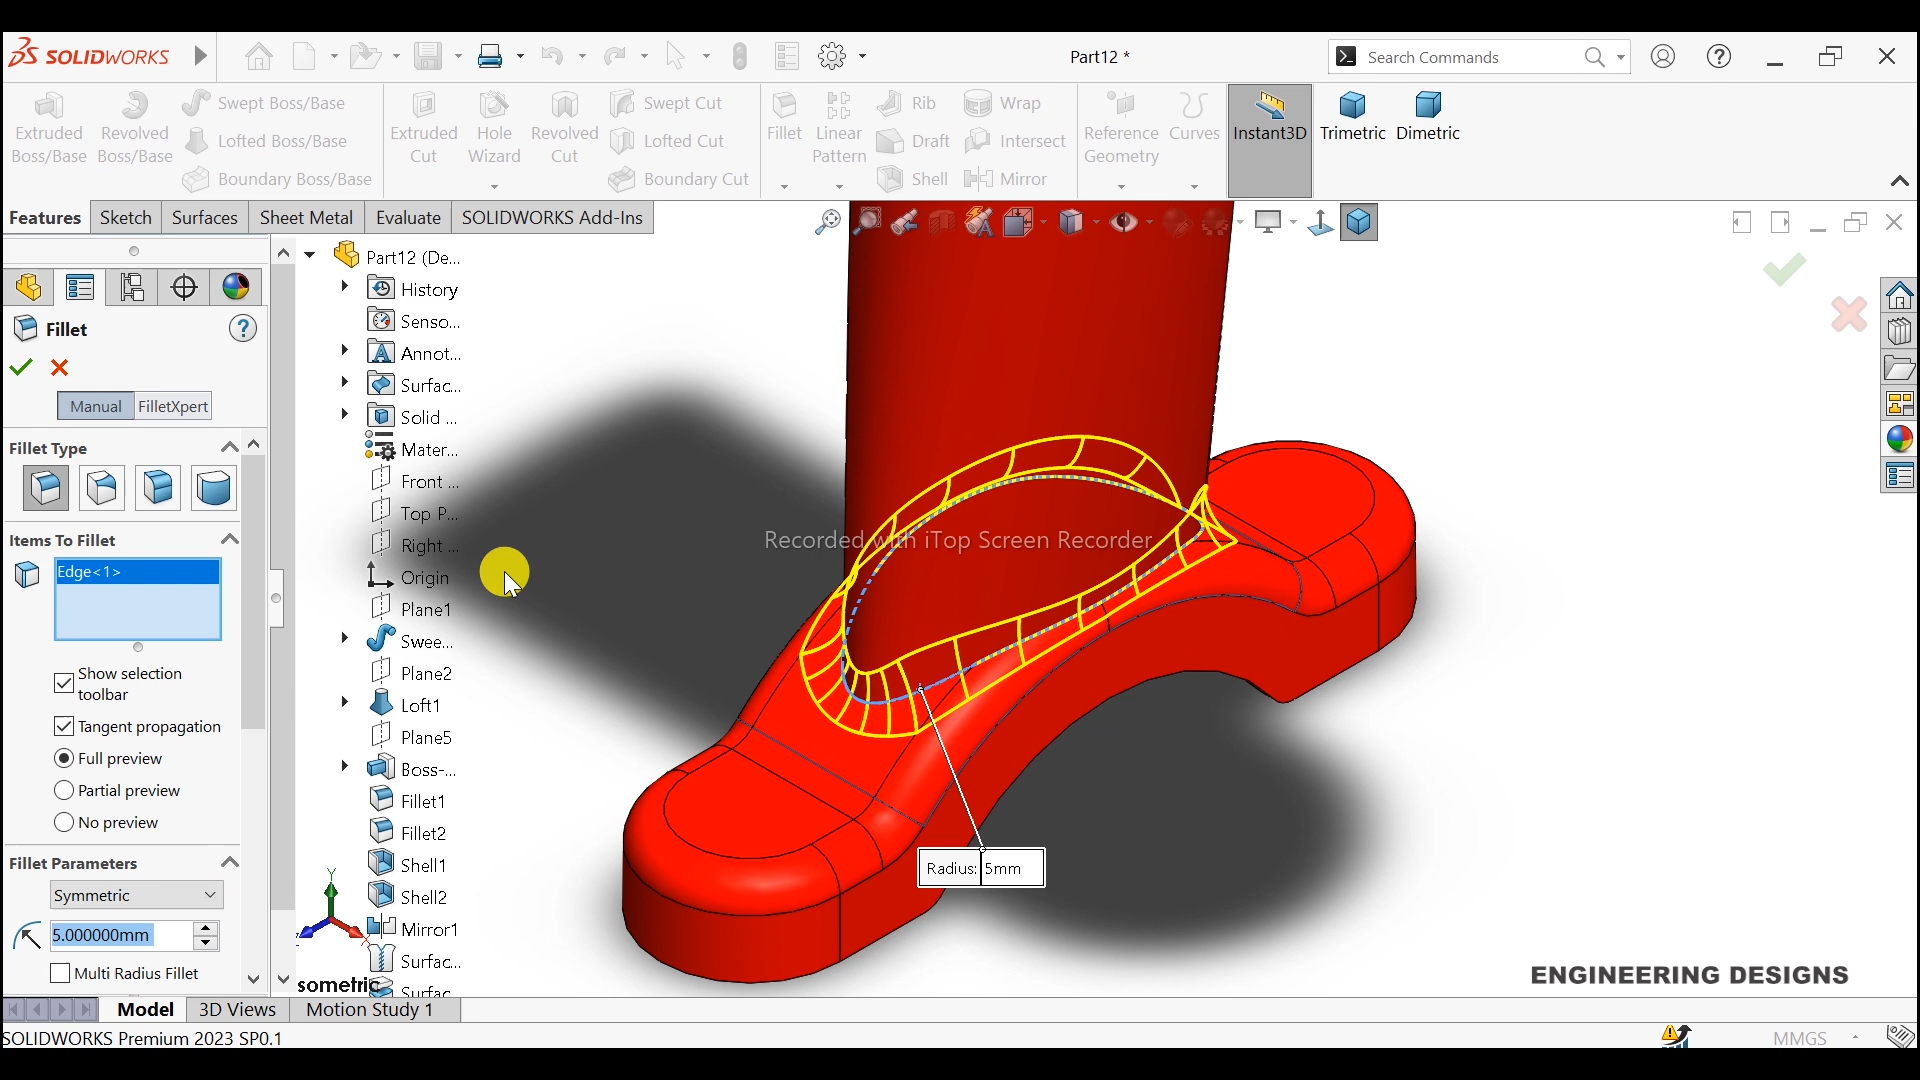 SOLIDWORKS
Part12 *
Search Commands
Extruded Boss/Base
Revolved Boss/Base
Swept Boss/Base
Lofted Boss/Base
Boundary Boss/Base
Extruded Cut
Hole Wizard
Revolved Cut
Swept Cut
Lofted Cut
Boundary Cut
Fillet
Linear Pattern
Rib
Draft
Shell
Wrap
Intersect
Mirror
Reference Geometry
Curves
Instant3D
Trimetric
Dimetric
Features
Sketch
Surfaces
Sheet Metal
Evaluate
SOLIDWORKS Add-Ins
Fillet
Manual
FilletXpert
Fillet Type
Items To Fillet
Edge<1>
Show selection
toolbar
Tangent propagation
Full preview
Partial preview
No preview
Fillet Parameters
Symmetric
5.000000mm
Multi Radius Fillet
Part12 (De...
History
Senso...
Annot...
Surfac...
Solid ...
Mater...
Front ...
Top P...
Right ...
Origin
Plane1
Swee...
Plane2
Loft1
Plane5
Boss-...
Fillet1
Fillet2
Shell1
Shell2
Mirror1
Surfac...
Surfac...
Y
sometric
Recorded with iTop Screen Recorder
Radius: 5mm
ENGINEERING DESIGNS
Model
3D Views
Motion Study 1
SOLIDWORKS Premium 2023 SP0.1
MMGS